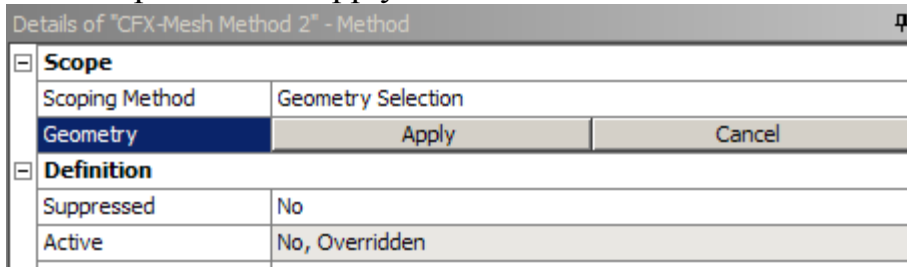 Details of "CFX-Mesh Method 2" - Method
Scope
Scoping Method Geometry Selection
Geometry Apply Cancel
Definition
Suppressed No
Active No, Overridden